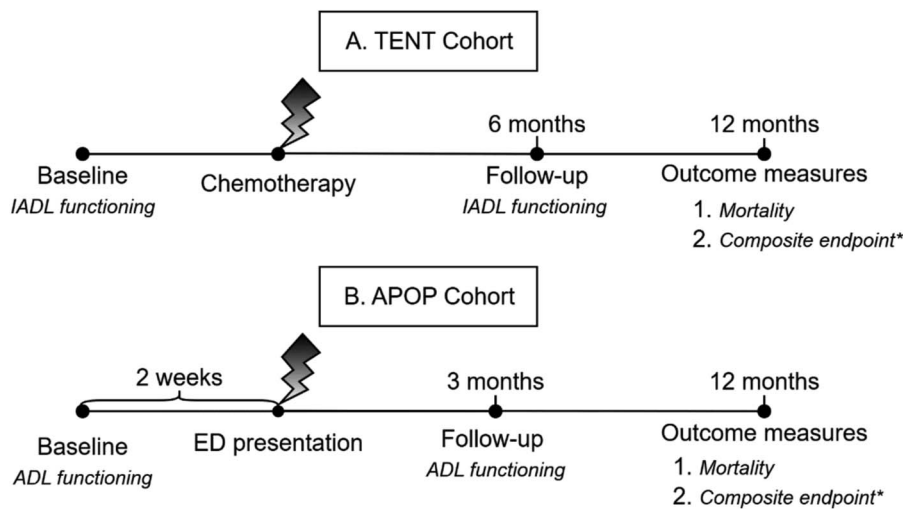 A. TENT Cohort
6 months
12 months
Baseline
Chemotherapy
Follow-up
Outcome measures
IADL functioning
IADL functioning
1. Mortality
2. Composite endpoint*
B. APOP Cohort
2 weeks
3 months
12 months
Baseline
ED presentation
Follow-up
Outcome measures
ADL functioning
ADL functioning
1. Mortality
2. Composite endpoint*